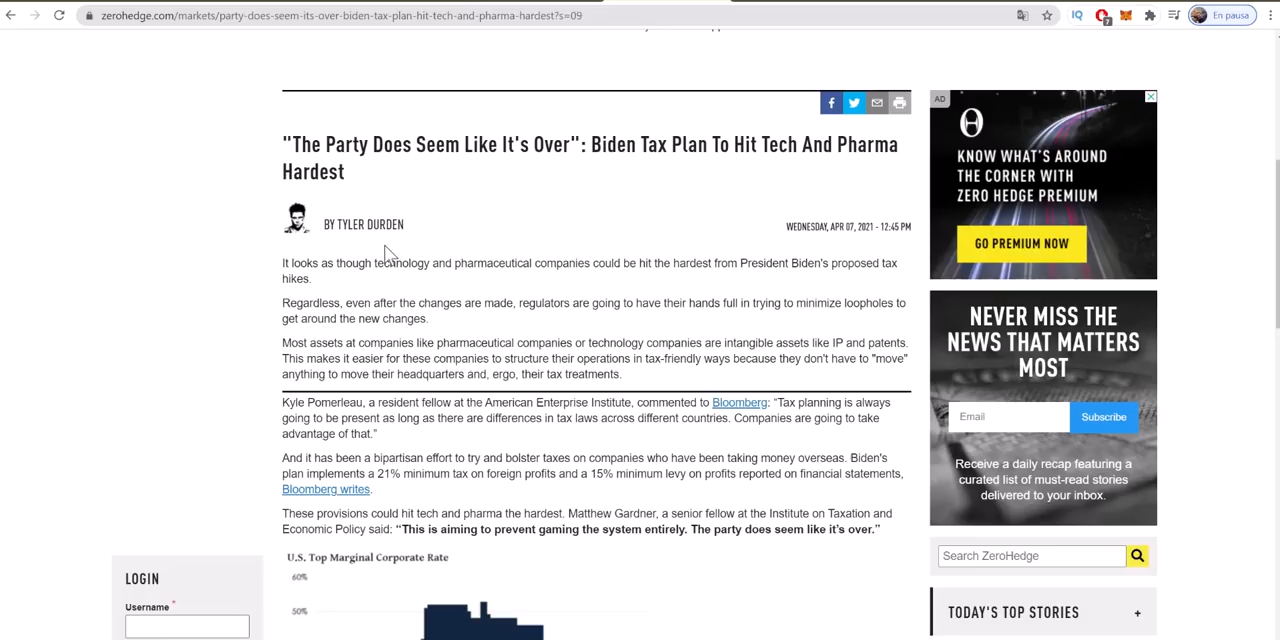 zerohedge.com/markets/party-does-seem-its-over-biden-tax-plan-hit-tech-and-pharma-hardest?s=09
IQ
7
En pausa
"The Party Does Seem Like It's Over": Biden Tax Plan To Hit Tech And Pharma
Hardest
BY TYLER DURDEN
WEDNESDAY, APR 07, 2021 - 12:45 PM
It looks as though technology and pharmaceutical companies could be hit the hardest from President Biden's proposed tax
hikes.
Regardless, even after the changes are made, regulators are going to have their hands full in trying to minimize loopholes to
get around the new changes.
Most assets at companies like pharmaceutical companies or technology companies are intangible assets like IP and patents.
This makes it easier for these companies to structure their operations in tax-friendly ways because they don't have to "move"
anything to move their headquarters and, ergo, their tax treatments.
Kyle Pomerleau, a resident fellow at the American Enterprise Institute, commented to Bloomberg: “Tax planning is always
going to be present as long as there are differences in tax laws across different countries. Companies are going to take
advantage of that.”
And it has been a bipartisan effort to try and bolster taxes on companies who have been taking money overseas. Biden's
plan implements a 21% minimum tax on foreign profits and a 15% minimum levy on profits reported on financial statements,
Bloomberg writes.
These provisions could hit tech and pharma the hardest. Matthew Gardner, a senior fellow at the Institute on Taxation and
Economic Policy said: “This is aiming to prevent gaming the system entirely. The party does seem like it’s over.”
U.S. Top Marginal Corporate Rate
60%
50%
LOGIN
Username *
AD
KNOW WHAT'S AROUND
THE CORNER WITH
ZERO HEDGE PREMIUM
GO PREMIUM NOW
NEVER MISS THE
NEWS THAT MATTERS
MOST
Email
Subscribe
Receive a daily recap featuring a
curated list of must-read stories
delivered to your inbox.
Search ZeroHedge
TODAY'S TOP STORIES +